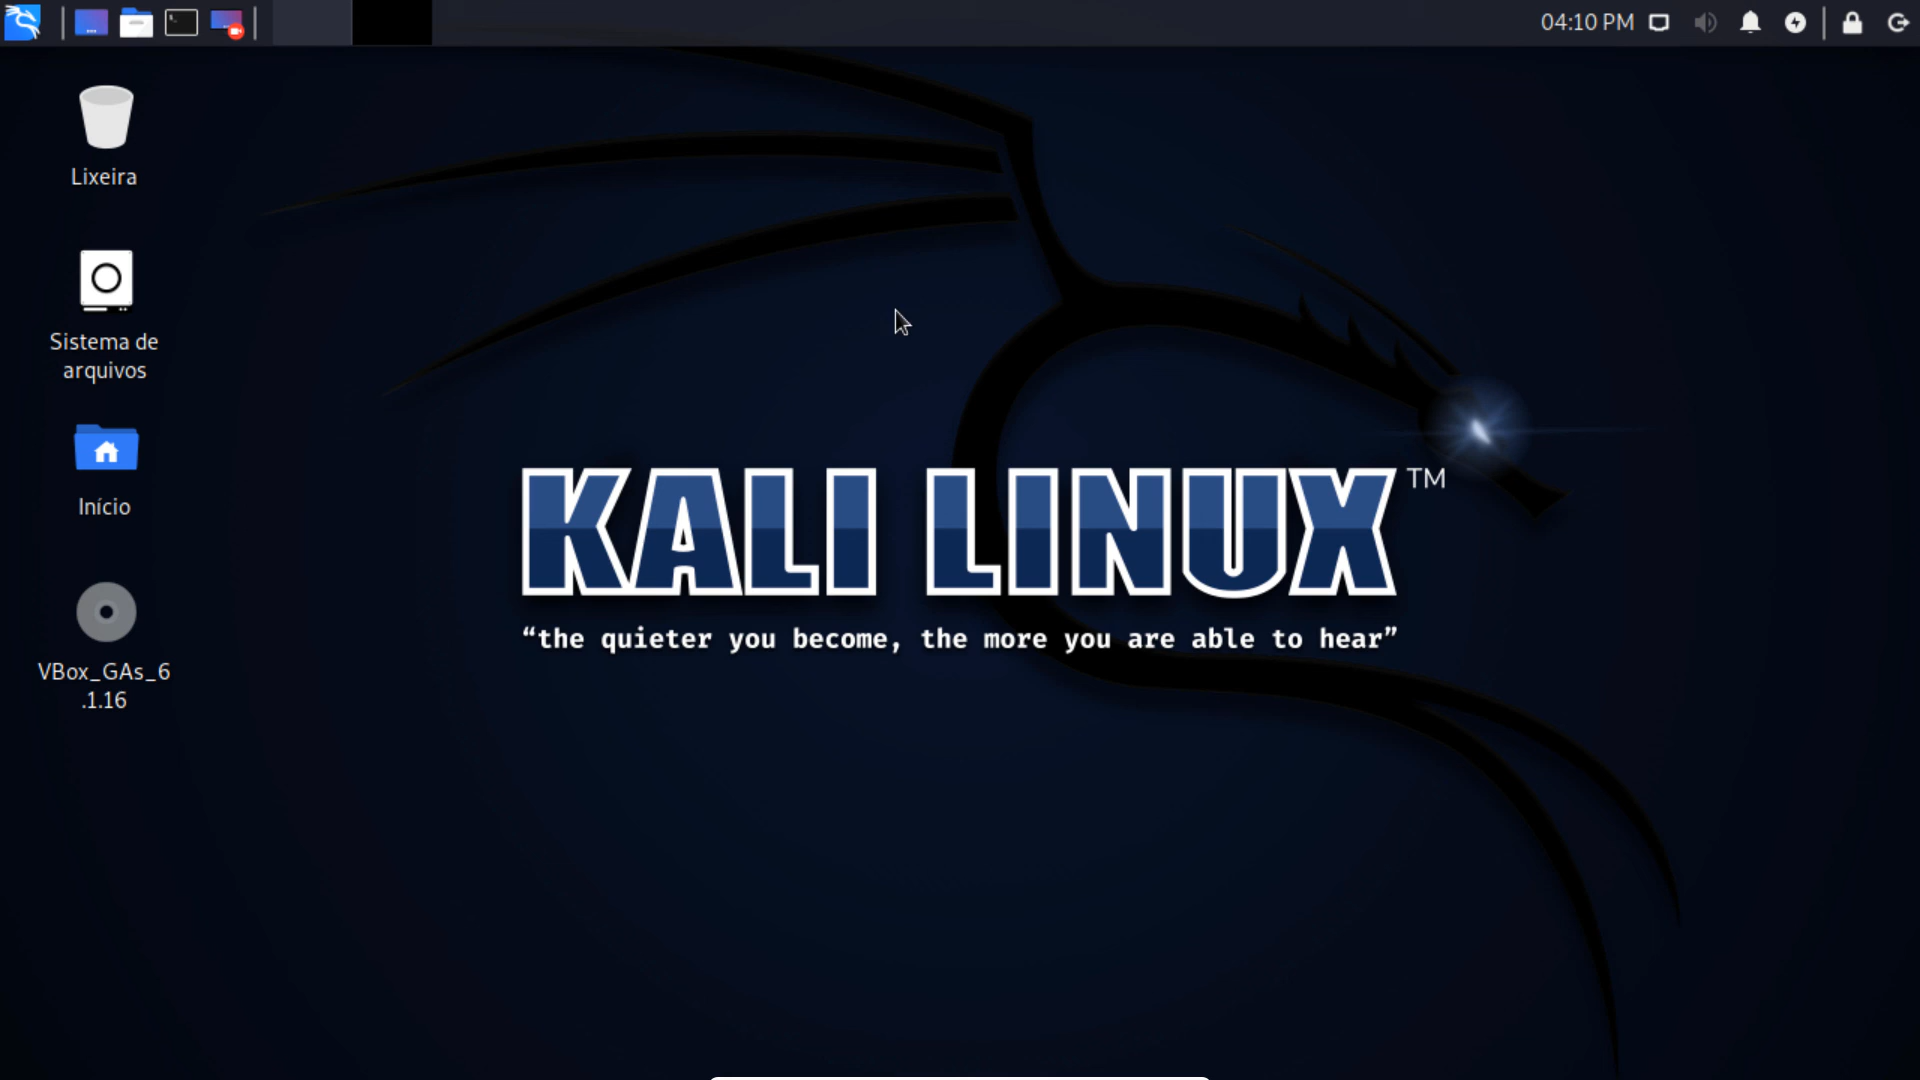 04:10 PM
Lixeira
Sistema de
arquivos
Início
VBox_GAs_6
.1.16
KALI LINUX TM
“the quieter you become, the more you are able to hear”